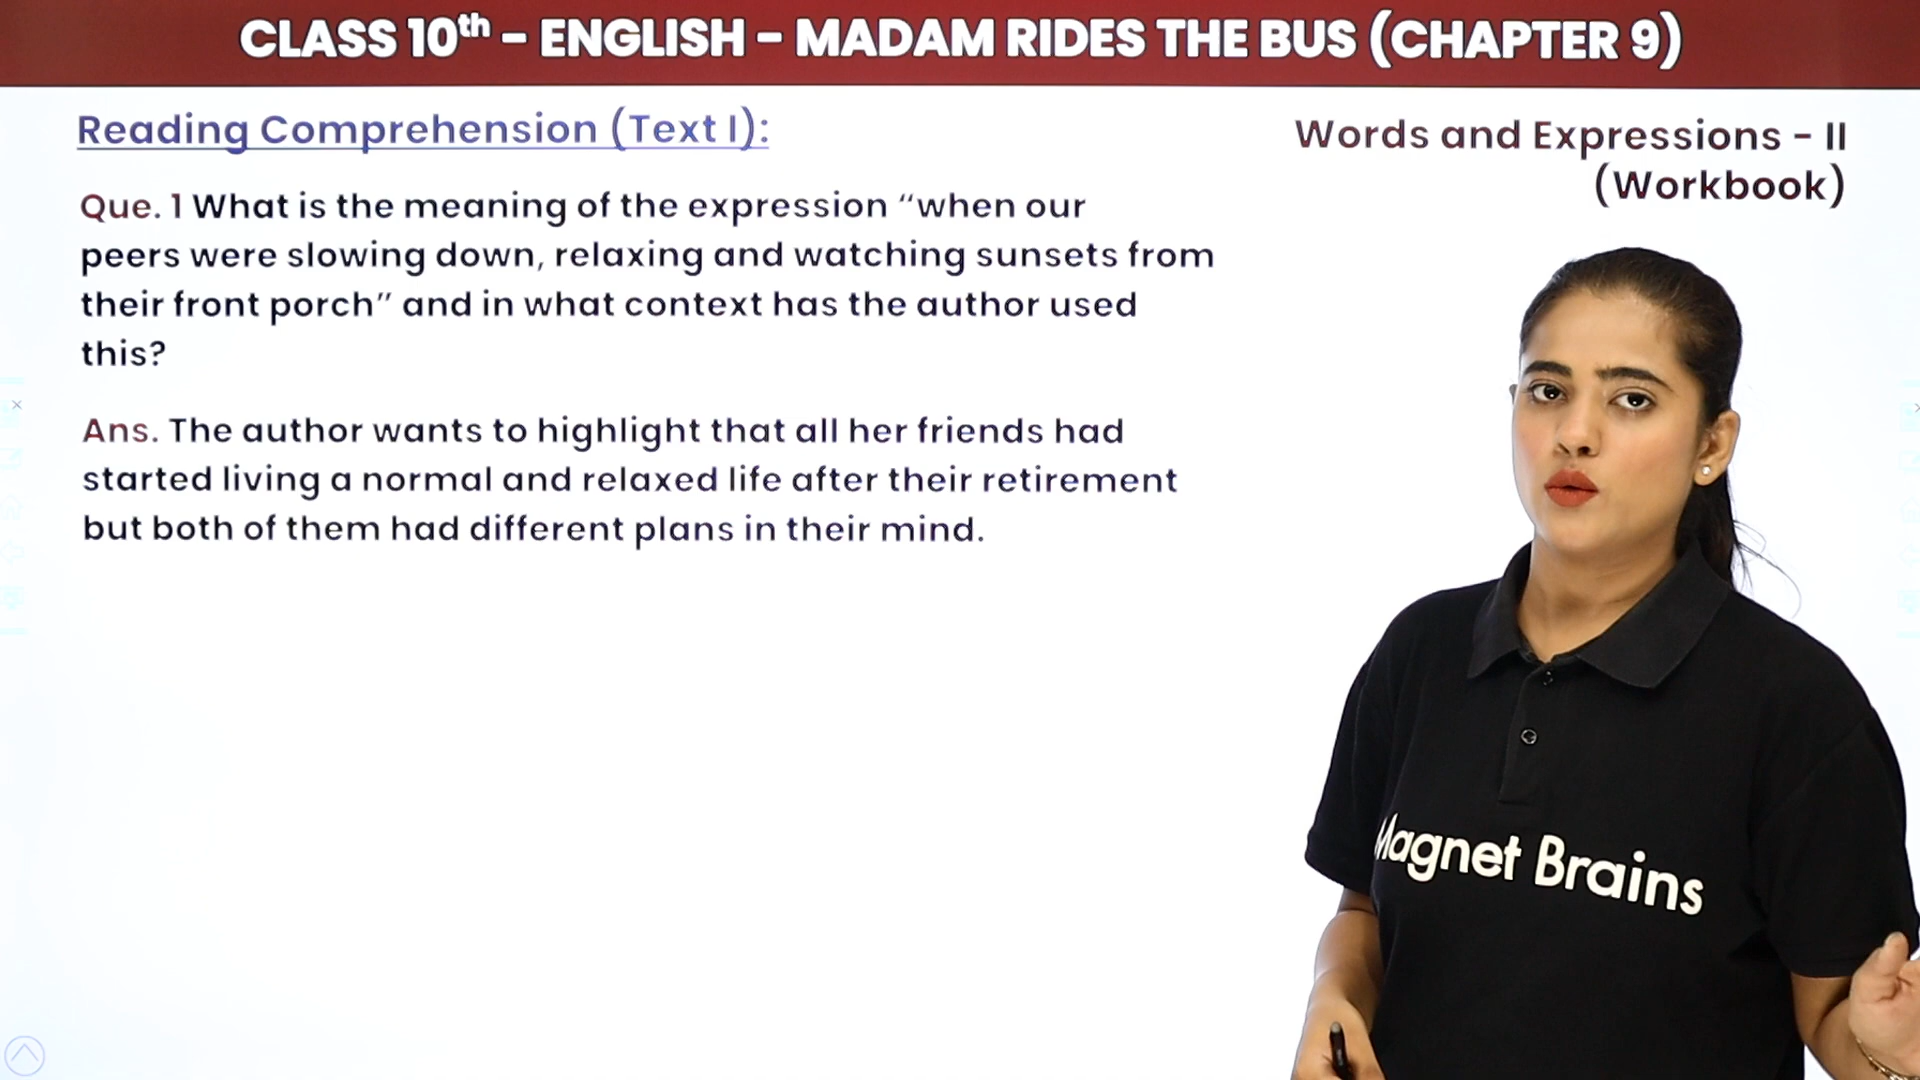 CLASS 10th - ENGLISH - MADAM RIDES THE BUS (CHAPTER 9)
Reading Comprehension (Text I):
Words and Expressions - II
(Workbook)
Que. 1 What is the meaning of the expression “when our
peers were slowing down, relaxing and watching sunsets from
their front porch” and in what context has the author used
this?
Ans. The author wants to highlight that all her friends had
started living a normal and relaxed life after their retirement
but both of them had different plans in their mind.
Magnet Brains